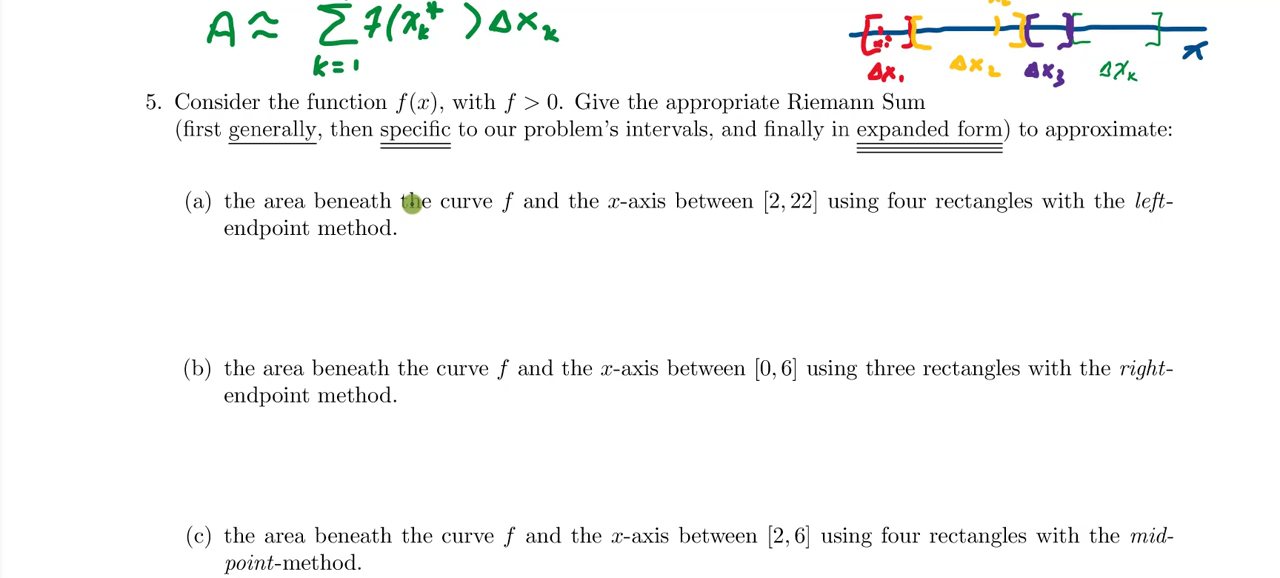 A ≈ Σ f(x_k^*) Δx_k
k=1
Δx₁ Δx₂ Δx₃ Δx_k x
5. Consider the function f(x), with f > 0. Give the appropriate Riemann Sum
(first generally, then specific to our problem's intervals, and finally in expanded form) to approximate:
(a) the area beneath the curve f and the x-axis between [2, 22] using four rectangles with the left-
endpoint method.
(b) the area beneath the curve f and the x-axis between [0, 6] using three rectangles with the right-
endpoint method.
(c) the area beneath the curve f and the x-axis between [2, 6] using four rectangles with the mid-
point-method.